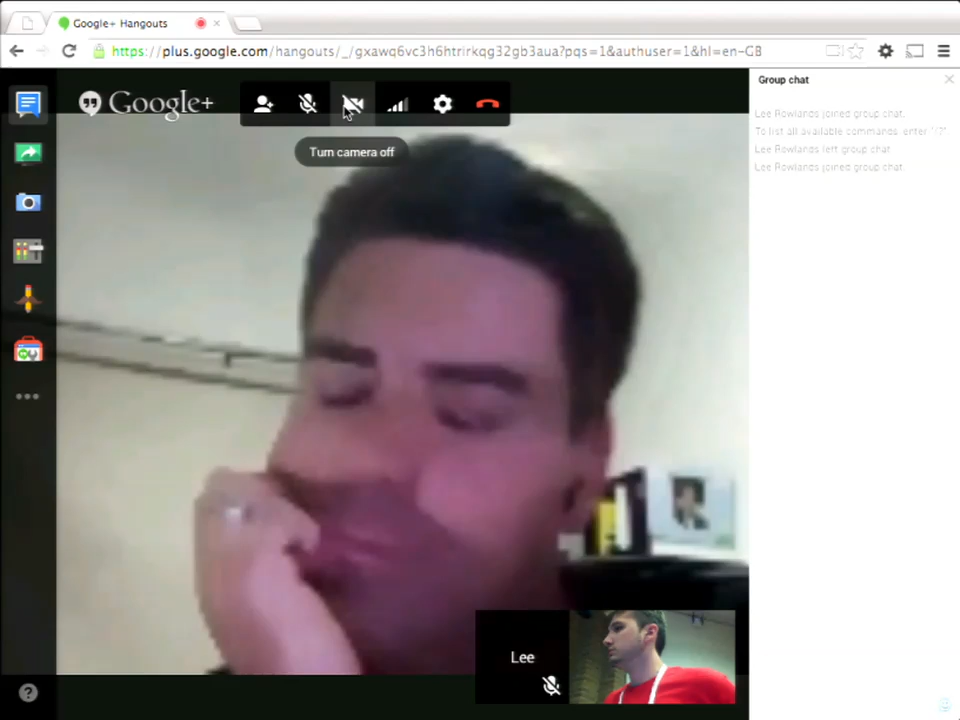 Google+ Hangouts
https://plus.google.com/hangouts/_/gxawq6vc3h6htrirkqg32gb3aua?pqs=1&authuser=1&hl=en-GB
Google+
Turn camera off
Group chat
Lee Rowlands joined group chat.
To list all available commands, enter "/?"
Lee Rowlands left group chat.
Lee Rowlands joined group chat.
Lee